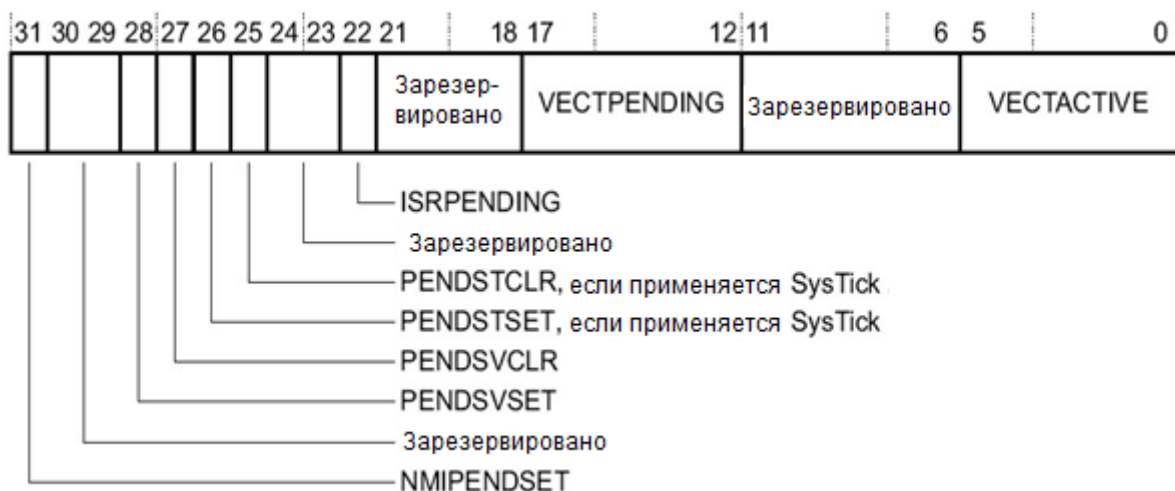 31 30 29 28 27 26 25 24 23 22 21 18 17 12 11 6 5 0
Зарезер-
вировано
VECTPENDING
Зарезервировано
VECTACTIVE
ISRPENDING
Зарезервировано
PENDSTCLR, если применяется SysTick
PENDSTSET, если применяется SysTick
PENDSVCLR
PENDSVSET
Зарезервировано
NMIPENDSET